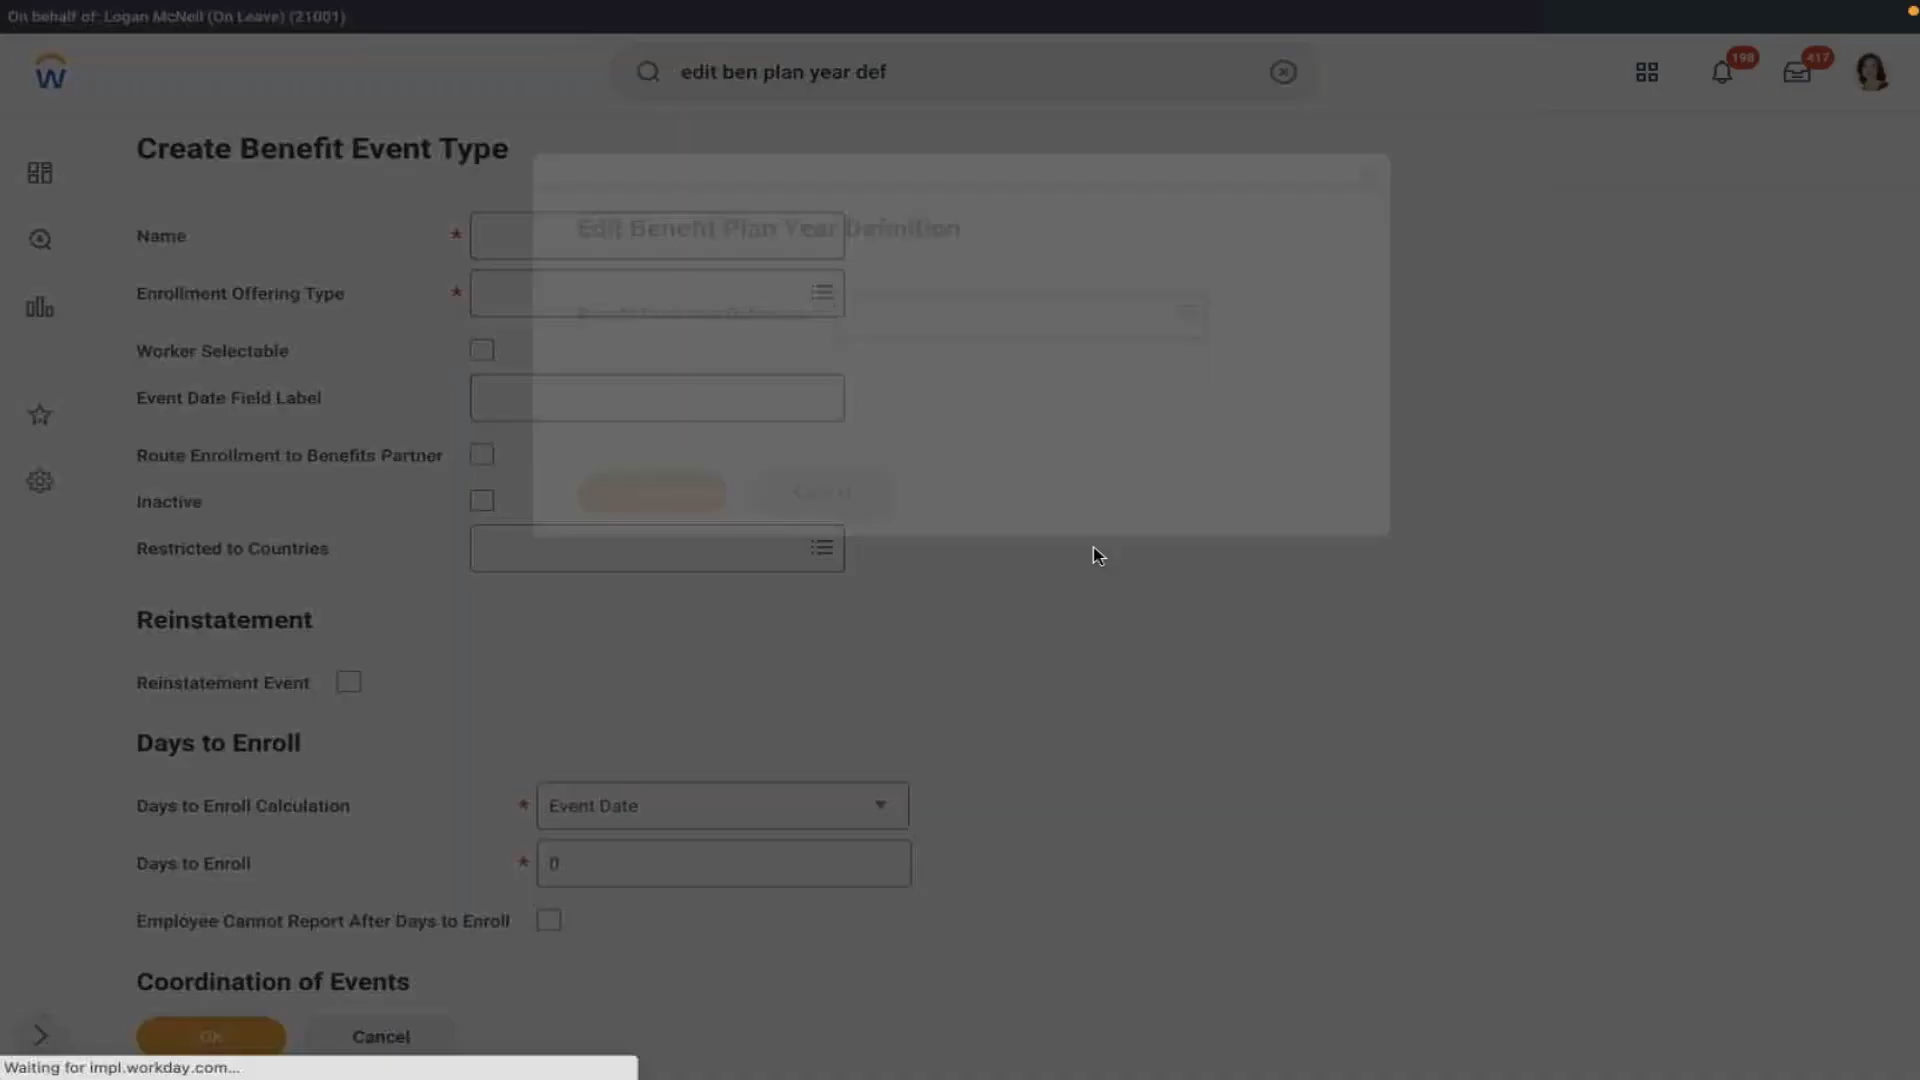 On behalf of: Logan McNeil (On Leave) (21001)
edit ben plan year def
198
417
Create Benefit Event Type
Edit Benefit Plan Year Definition
Name *
Enrollment Offering Type *
Worker Selectable
Event Date Field Label
Route Enrollment to Benefits Partner
Cancel
Inactive
Restricted to Countries
Reinstatement
Reinstatement Event
Days to Enroll
Days to Enroll Calculation * Event Date
Days to Enroll * 0
Employee Cannot Report After Days to Enroll
Coordination of Events
OK Cancel
Waiting for impl.workday.com...